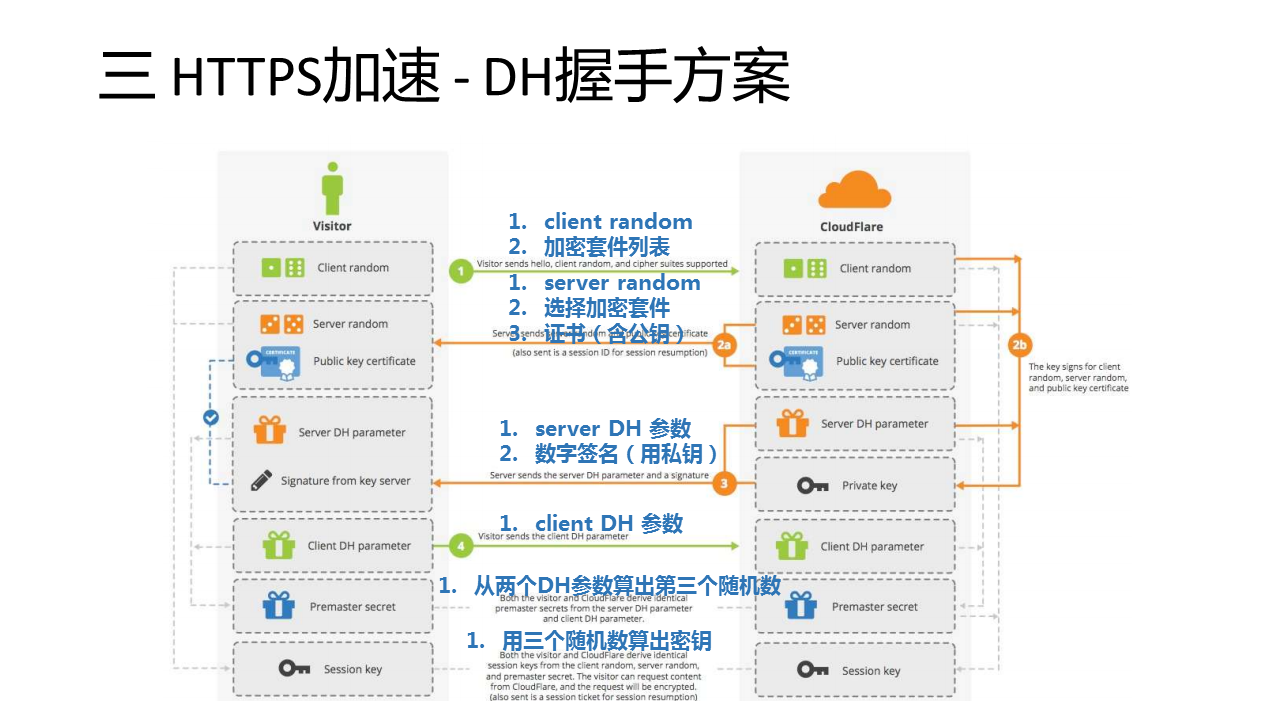 三 HTTPS加速 - DH握手方案
Visitor
CloudFlare
1. client random
2. 加密套件列表
Client random
1
Visitor sends hello, client random, and cipher suites supported
Client random
1. server random
2. 选择加密套件
3. 证书（含公钥）
Server random
CERTIFICATE
Public key certificate
(also sent is a session ID for session resumption)
2a
Server random
CERTIFICATE
Public key certificate
2b
The key signs for client
random, server random,
and public key certificate
1. server DH 参数
2. 数字签名（用私钥）
Server DH parameter
Signature from key server
Server sends the server DH parameter and a signature
3
Server DH parameter
Private key
1. client DH 参数
Client DH parameter
4
Visitor sends the client DH parameter
Client DH parameter
1. 从两个DH参数算出第三个随机数
Premaster secret
Both the visitor and CloudFlare derive identical
premaster secrets from the server DH parameter
and client DH parameter.
Premaster secret
1. 用三个随机数算出密钥
Session key
Both the visitor and CloudFlare derive identical
session keys from the client random, server random,
and premaster secret. The visitor can request content
from CloudFlare, and the request will be encrypted.
(also sent is a session ticket for session resumption)
Session key